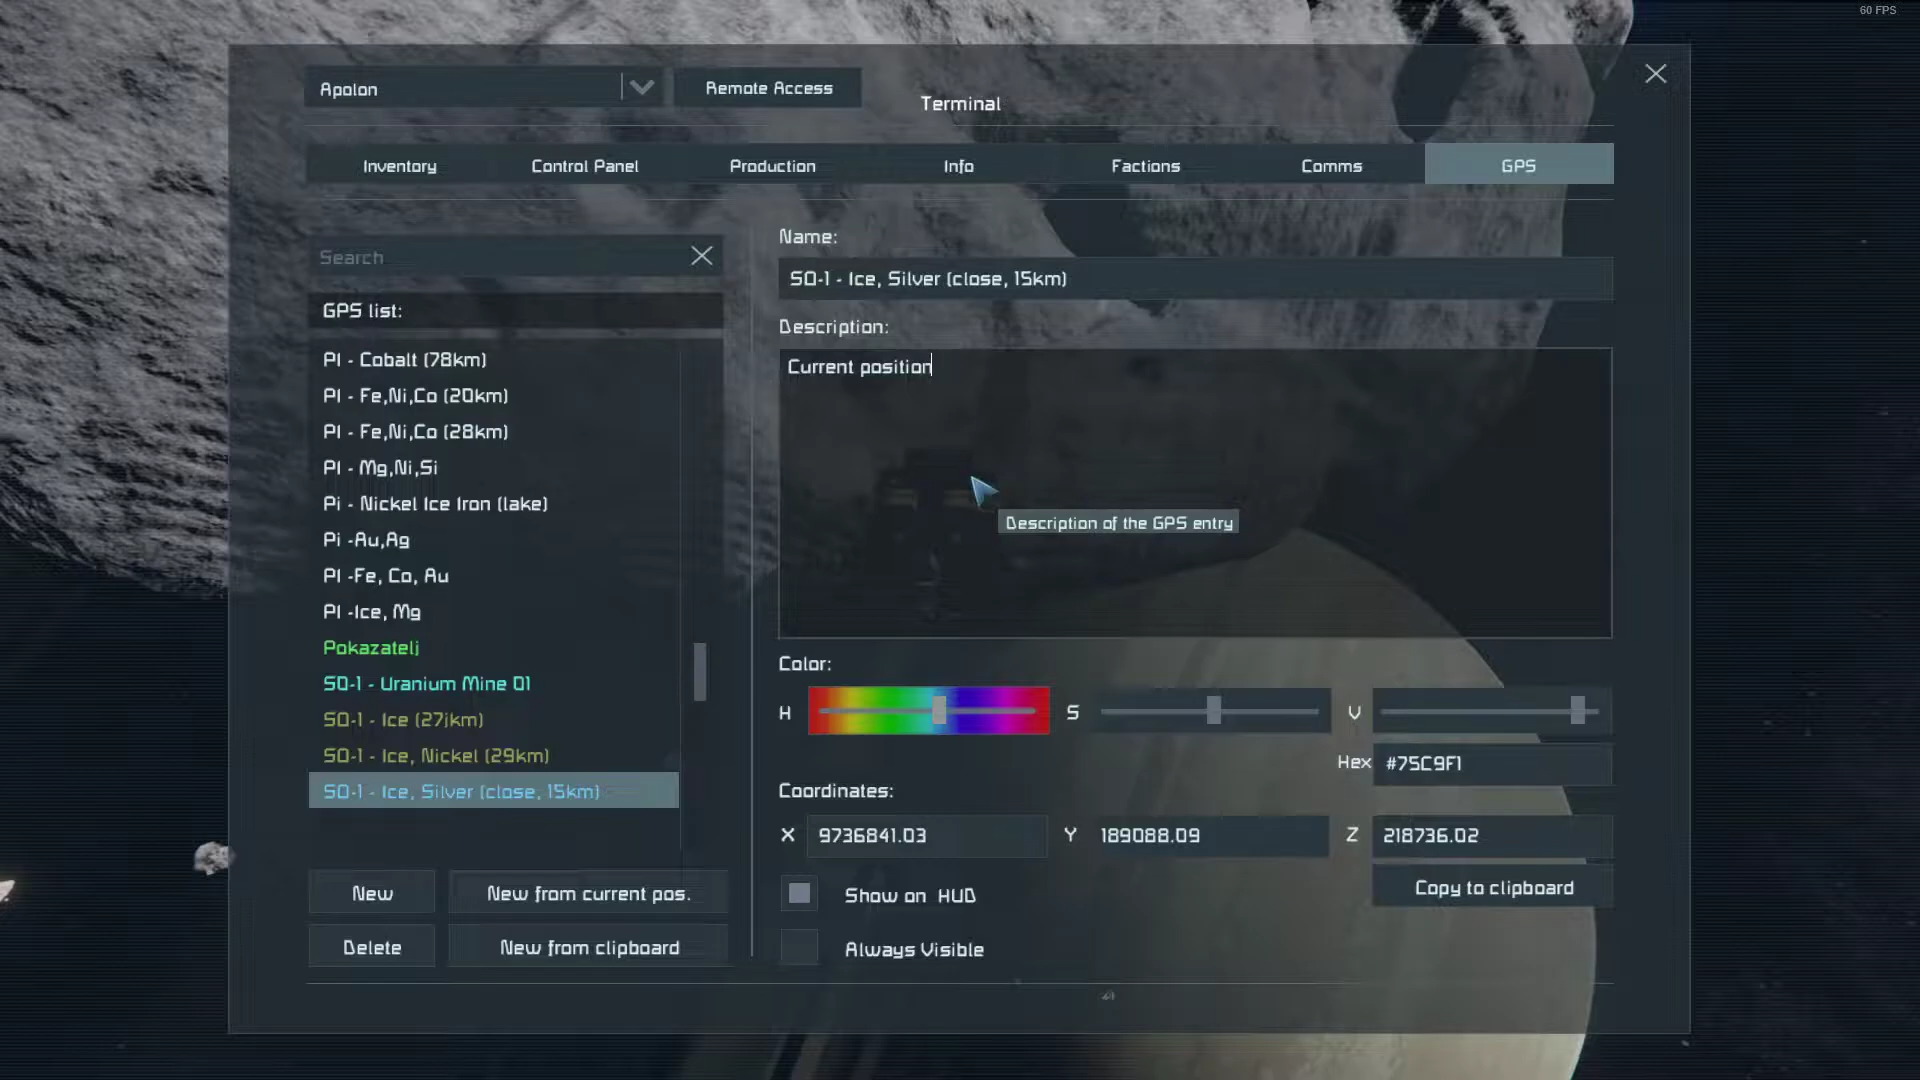 60 FPS
Apolon
Remote Access
Terminal
Inventory
Control Panel
Production
Info
Factions
Comms
GPS
Search
GPS list:
PI - Cobalt (78km)
PI - Fe,Ni,Co (20km)
PI - Fe,Ni,Co (28km)
PI - Mg,Ni,Si
Pi - Nickel Ice Iron (lake)
Pi -Au,Ag
PI -Fe, Co, Au
PI -Ice, Mg
Pokazatelj
SO-1 - Uranium Mine 01
SO-1 - Ice (27jkm)
SO-1 - Ice, Nickel (29km)
SO-1 - Ice, Silver (close, 15km)
New
New from current pos.
Delete
New from clipboard
Name:
SO-1 - Ice, Silver (close, 15km)
Description:
Current position
Description of the GPS entry
Color:
H
S
V
Hex #75C9F1
Coordinates:
X 9736841.03 Y 189088.09 Z 218736.02
Show on HUD
Copy to clipboard
Always Visible